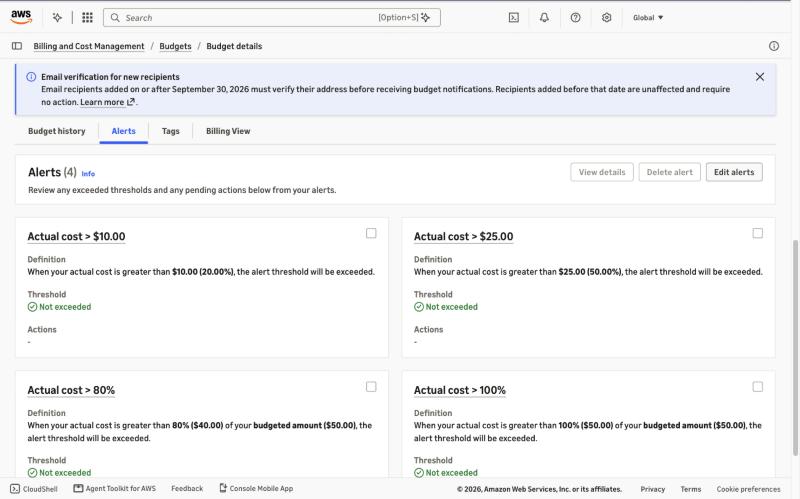 aws
Search
[Option+S]
Global
Billing and Cost Management / Budgets / Budget details
Email verification for new recipients
Email recipients added on or after September 30, 2026 must verify their address before receiving budget notifications. Recipients added before that date are unaffected and require
no action. Learn more.
Budget history
Alerts
Tags
Billing View
Alerts (4) Info
View details
Delete alert
Edit alerts
Review any exceeded thresholds and any pending actions below from your alerts.
Actual cost > $10.00
Definition
When your actual cost is greater than $10.00 (20.00%), the alert threshold will be exceeded.
Threshold
Not exceeded
Actions
-
Actual cost > $25.00
Definition
When your actual cost is greater than $25.00 (50.00%), the alert threshold will be exceeded.
Threshold
Not exceeded
Actions
-
Actual cost > 80%
Definition
When your actual cost is greater than 80% ($40.00) of your budgeted amount ($50.00), the
alert threshold will be exceeded.
Threshold
Not exceeded
Actual cost > 100%
Definition
When your actual cost is greater than 100% ($50.00) of your budgeted amount ($50.00), the
alert threshold will be exceeded.
Threshold
Not exceeded
CloudShell
Agent Toolkit for AWS
Feedback
Console Mobile App
© 2026, Amazon Web Services, Inc. or its affiliates.
Privacy
Terms
Cookie preferences